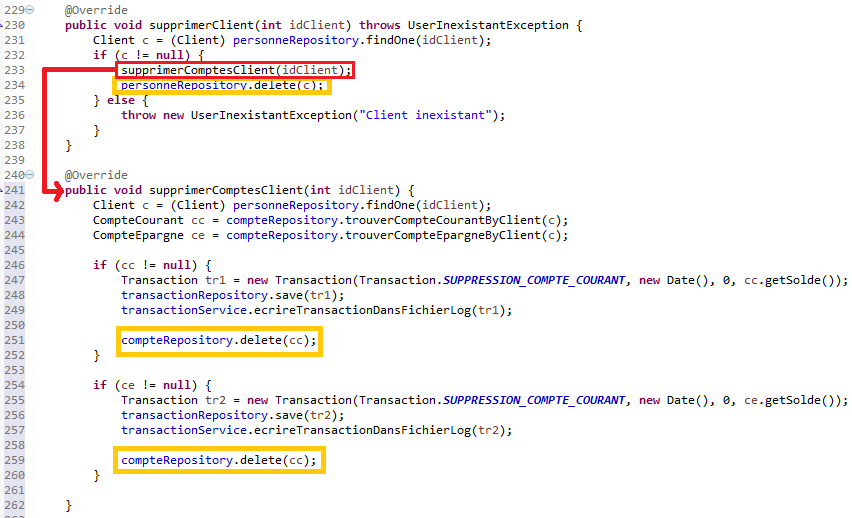 229 @Override
230 public void supprimerClient(int idClient) throws UserInexistantException {
231 Client c = (Client) personneRepository.findOne(idClient);
232 if (c != null) {
233 supprimerComptesClient(idClient);
234 personneRepository.delete(c);
235 } else {
236 throw new UserInexistantException("Client inexistant");
237 }
238 }
239
240 @Override
241 public void supprimerComptesClient(int idClient) {
242 Client c = (Client) personneRepository.findOne(idClient);
243 CompteCourant cc = compteRepository.trouverCompteCourantByClient(c);
244 CompteEpargne ce = compteRepository.trouverCompteEpargneByClient(c);
245
246 if (cc != null) {
247 Transaction tr1 = new Transaction(Transaction.SUPPRESSION_COMPTE_COURANT, new Date(), 0, cc.getSolde());
248 transactionRepository.save(tr1);
249 transactionService.ecrireTransactionDansFichierLog(tr1);
250
251 compteRepository.delete(cc);
252 }
253
254 if (ce != null) {
255 Transaction tr2 = new Transaction(Transaction.SUPPRESSION_COMPTE_COURANT, new Date(), 0, ce.getSolde());
256 transactionRepository.save(tr2);
257 transactionService.ecrireTransactionDansFichierLog(tr2);
258
259 compteRepository.delete(cc);
260 }
261
262 }